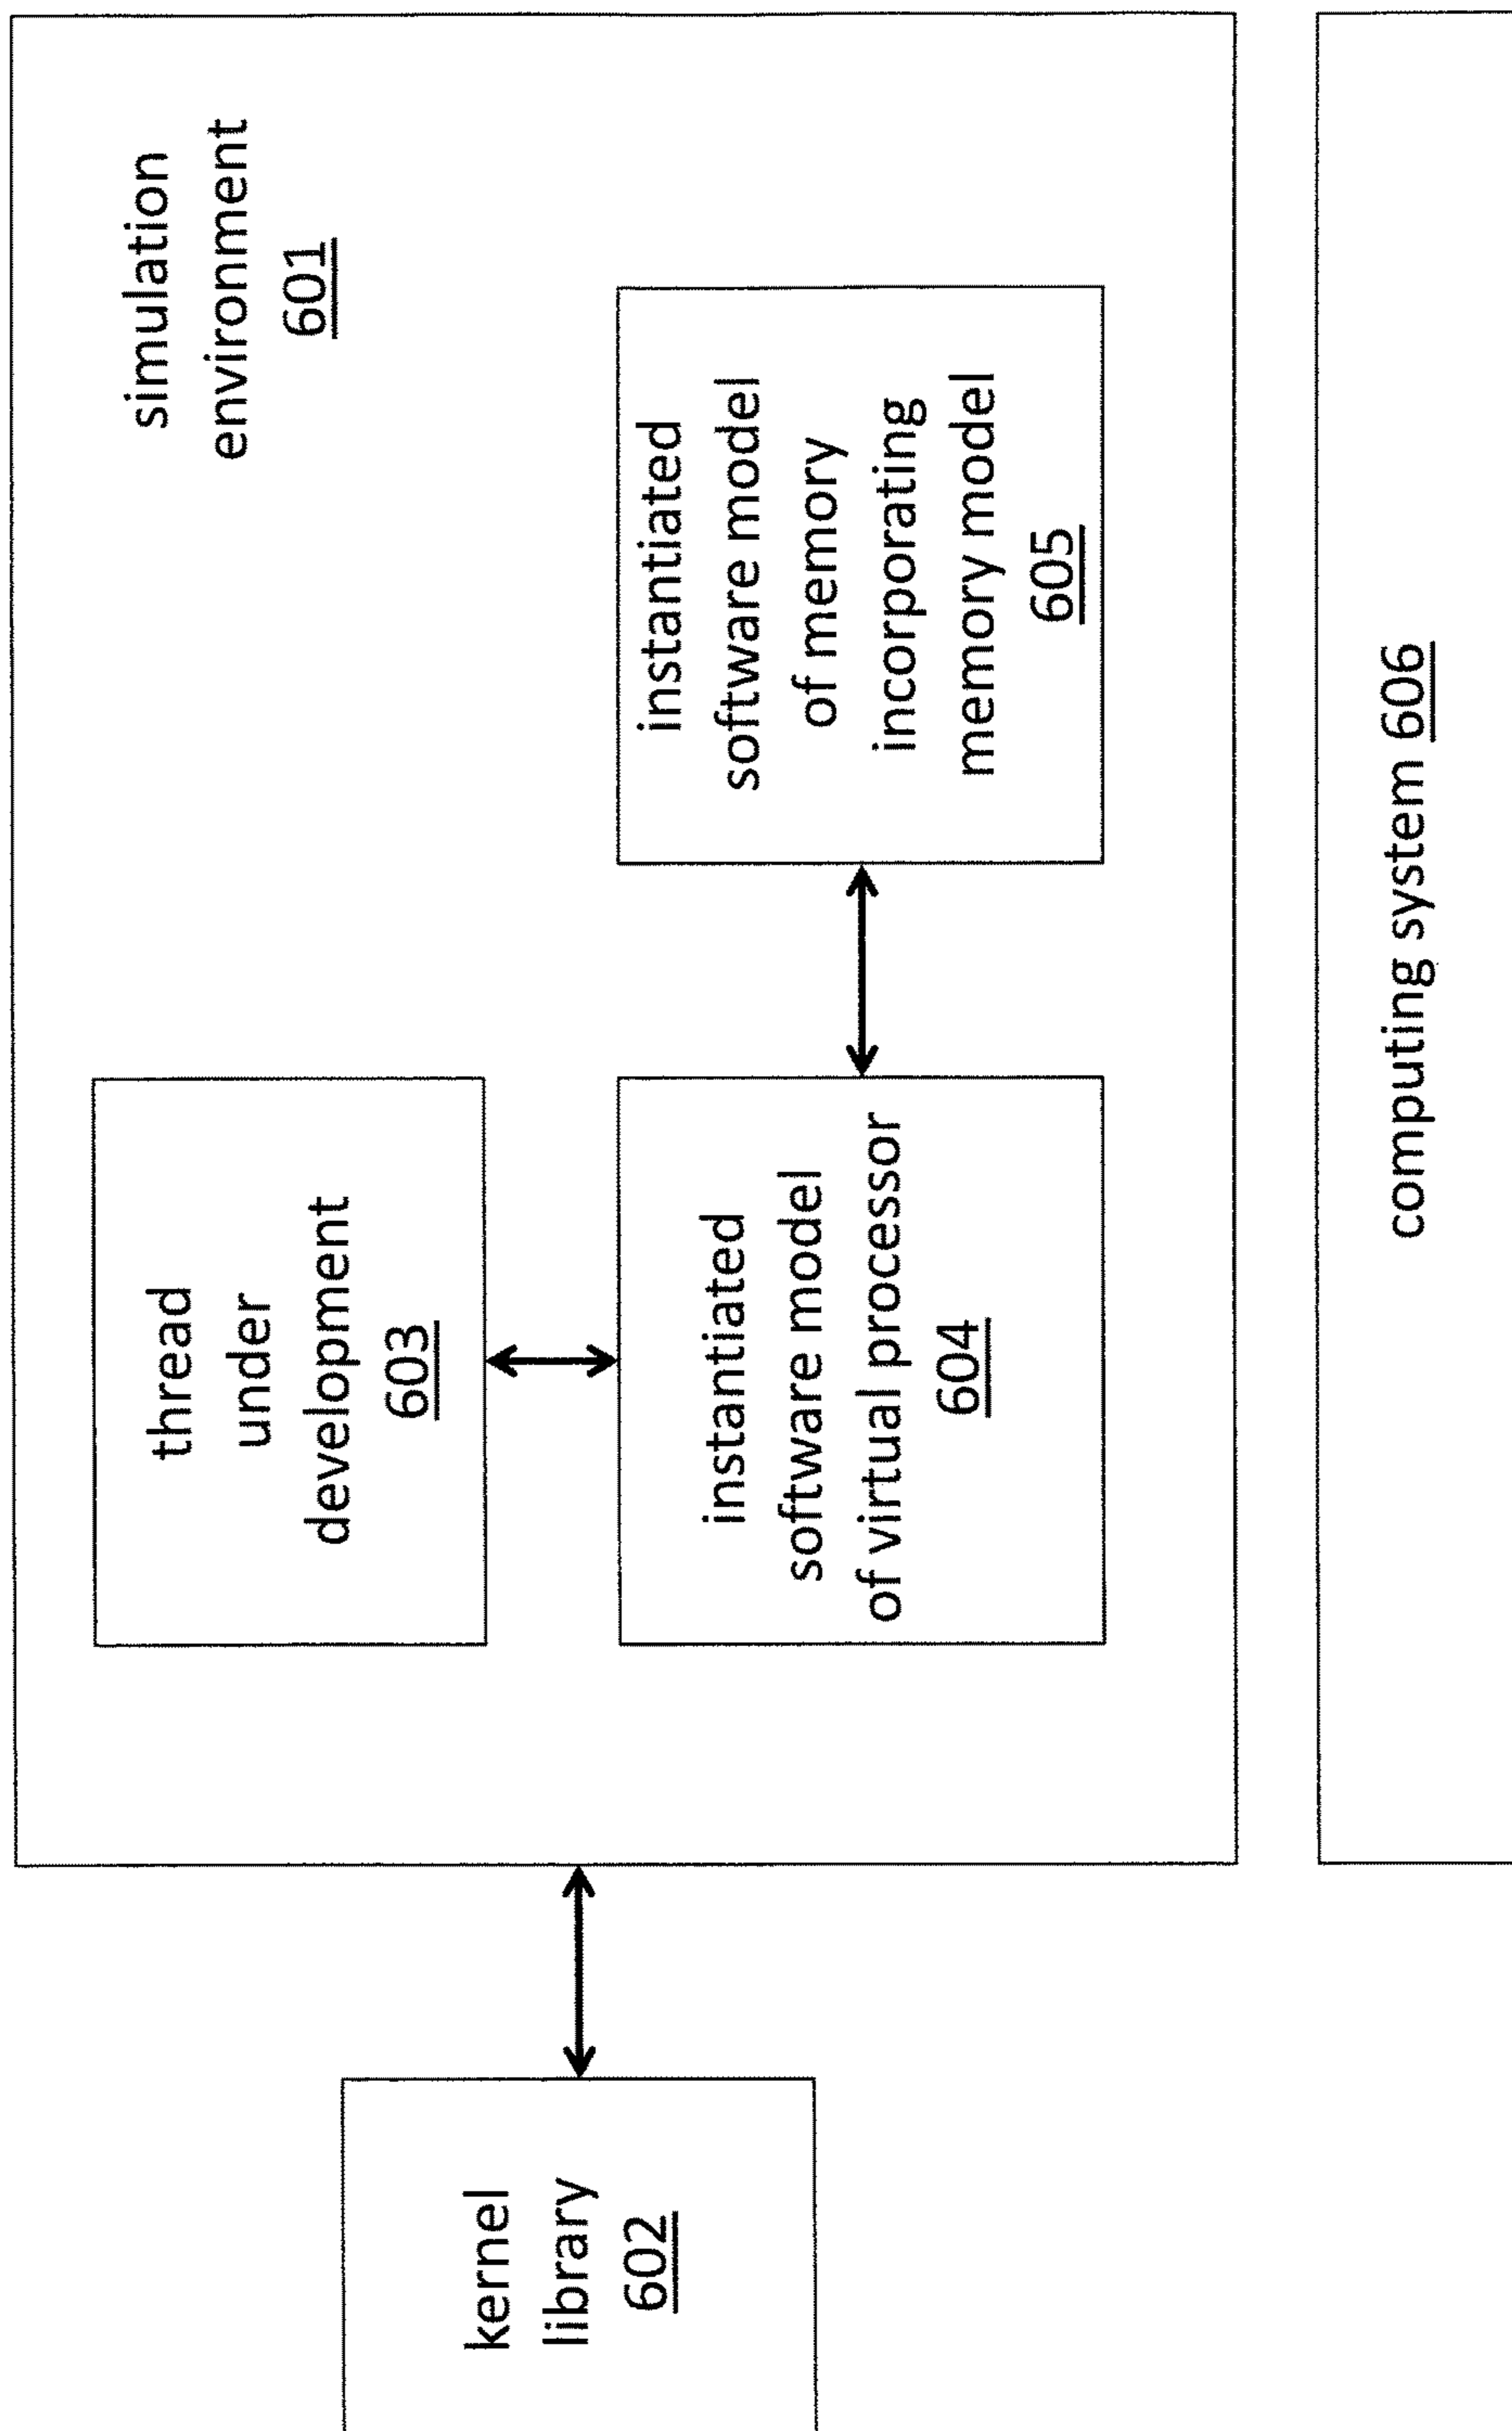 simulation
environment
601
thread
under
development
603
kernel
library
602
instantiated
software model
of virtual processor
604
instantiated
software model
of memory
incorporating
memory model
605
computing system 606